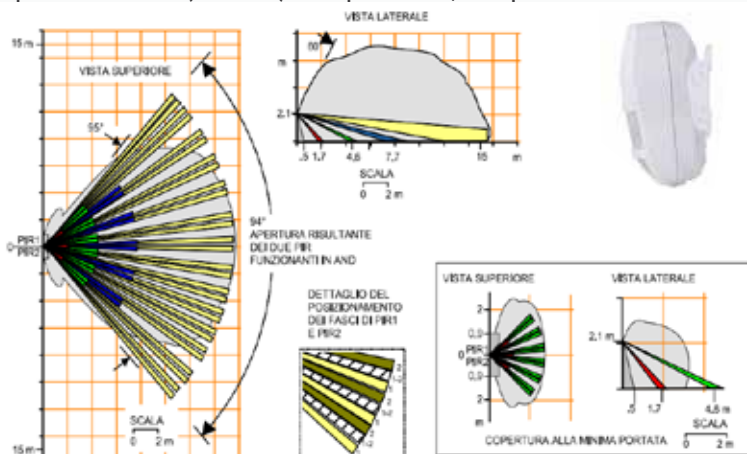 VISTA LATERALE
15 m
VISTA SUPERIORE
60
m
2,1
95°
.5 1,7 4,6 7,7 15 m
SCALA
0 2 m
94°
APERTURA RISULTANTE
DEI DUE PIR
FUNZIONANTI IN AND
0 PIR1
PIR2
DETTAGLIO DEL
POSIZIONAMENTO
DEI FASCI DI PIR1
E PIR2
SCALA
0 2 m
15 m
VISTA SUPERIORE
VISTA LATERALE
2
0,9
PIR
0
PIR2
0,9
2
m
2,1 m
.5 1,7 4,6 m
SCALA
0 2 m
COPERTURA ALLA MINIMA PORTATA